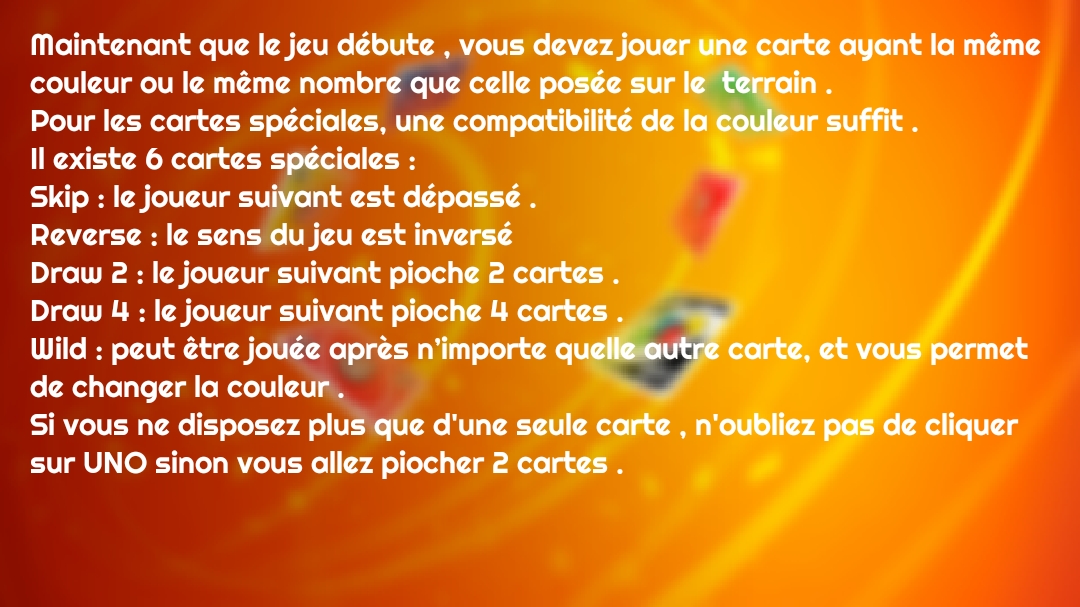 Maintenant que le jeu débute , vous devez jouer une carte ayant la même
couleur ou le même nombre que celle posée sur le terrain .
Pour les cartes spéciales, une compatibilité de la couleur suffit .
Il existe 6 cartes spéciales :
Skip : le joueur suivant est dépassé .
Reverse : le sens du jeu est inversé
Draw 2 : le joueur suivant pioche 2 cartes .
Draw 4 : le joueur suivant pioche 4 cartes .
Wild : peut être jouée après n’importe quelle autre carte, et vous permet
de changer la couleur .
Si vous ne disposez plus que d'une seule carte , n'oubliez pas de cliquer
sur UNO sinon vous allez piocher 2 cartes .